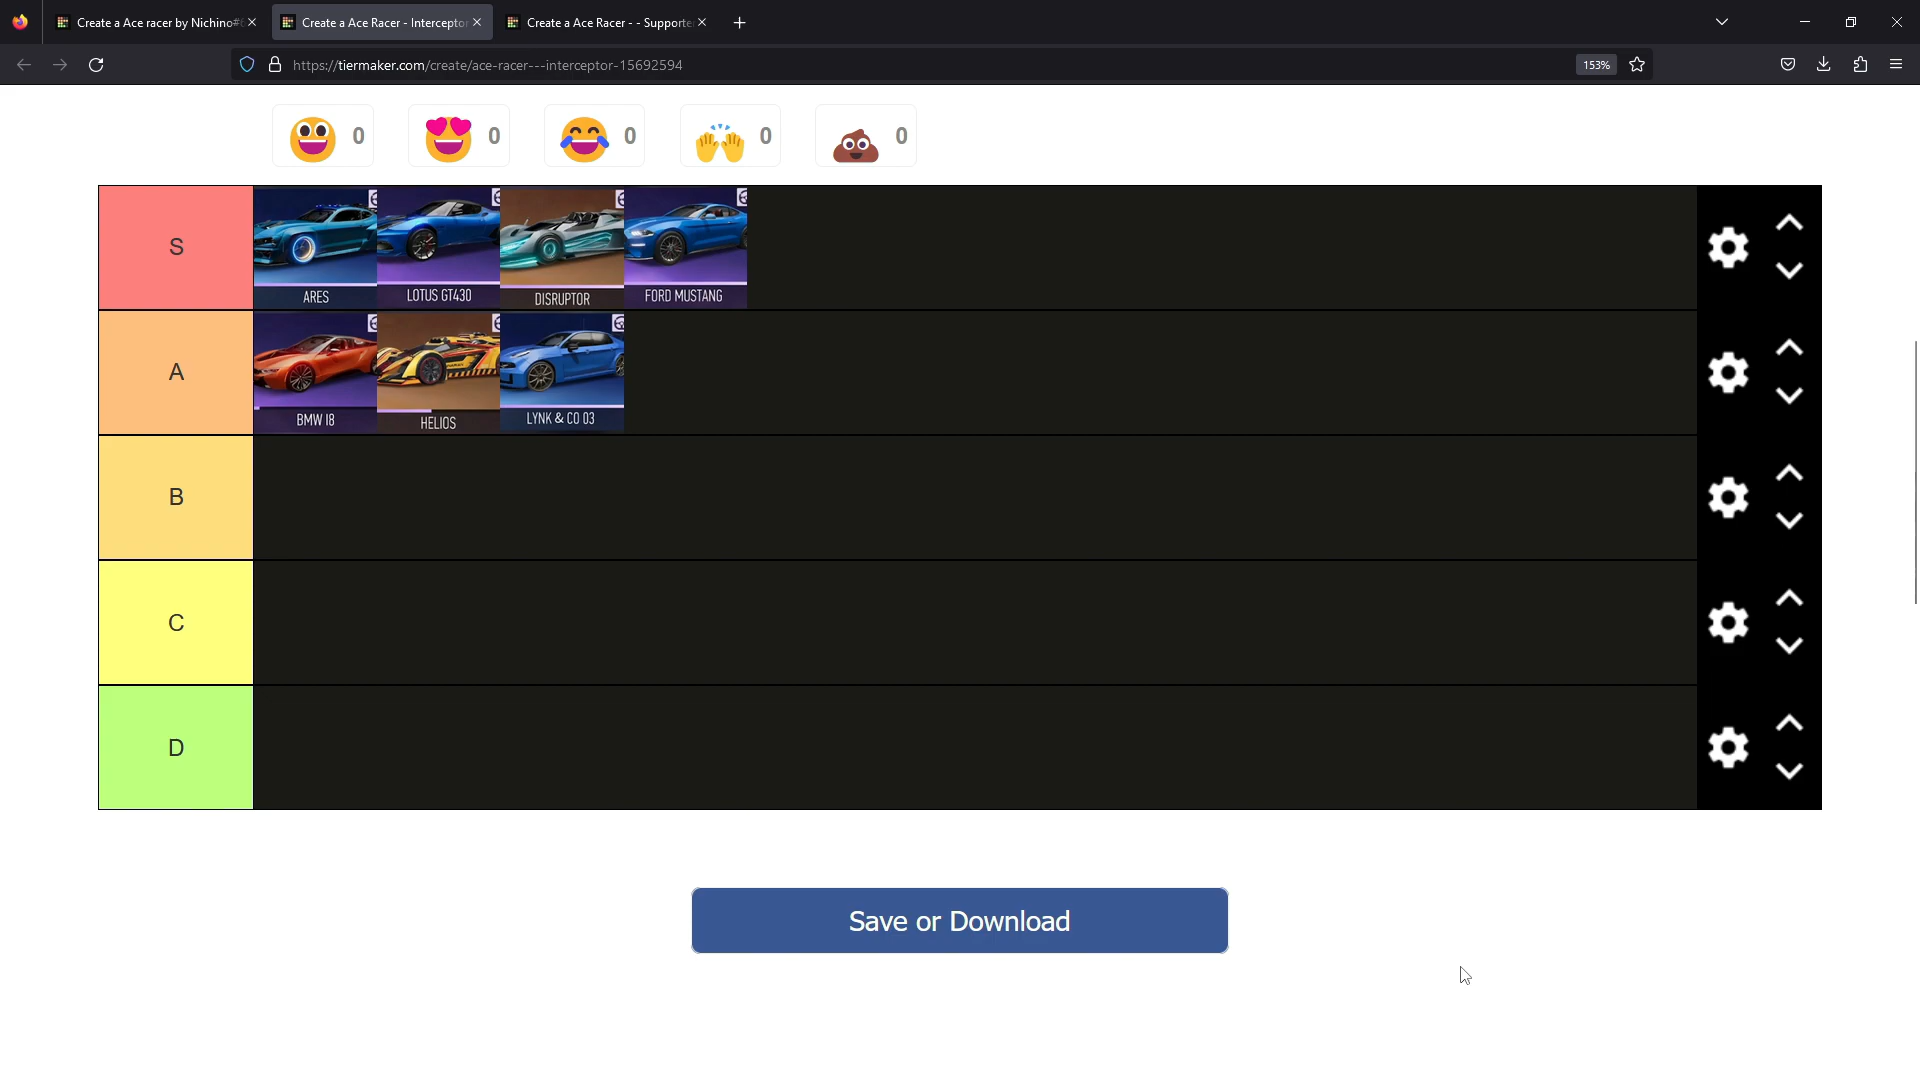 Create a Ace racer by Nichino#
Create a Ace Racer - Interceptor
Create a Ace Racer - - Supporte
https://tiermaker.com/create/ace-racer---interceptor-15692594
153%
0
0
0
0
0
S
ARES
LOTUS GT430
DISRUPTOR
FORD MUSTANG
A
BMW I8
HELIOS
LYNK & CO 03
B
C
D
Save or Download